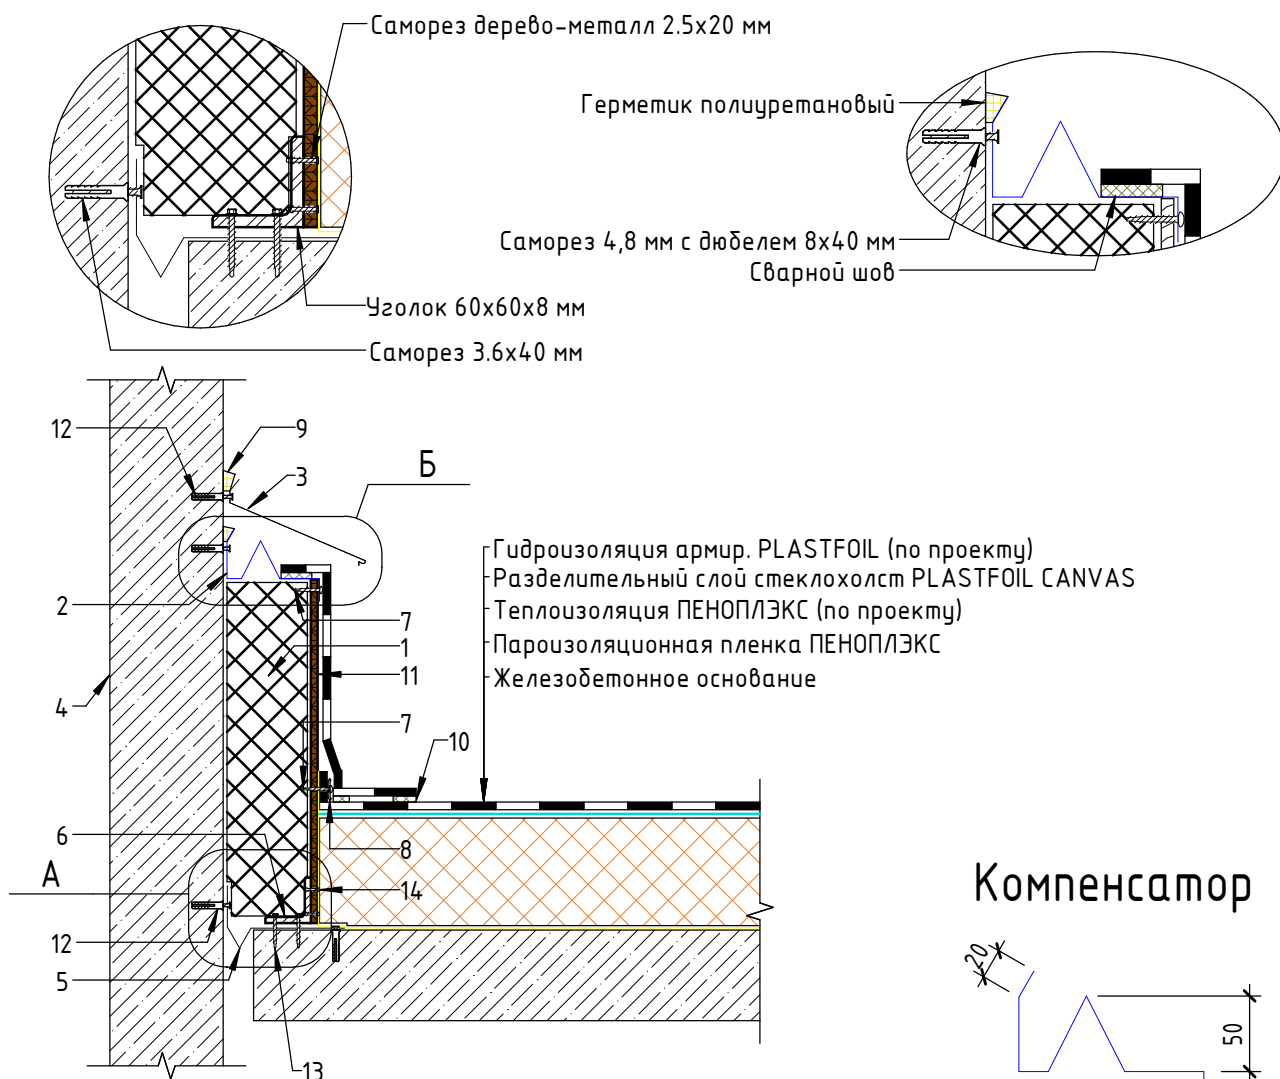 Саморез дерево-металл 2.5х20 мм
Герметик полиуретановый
Саморез 4,8 мм с дюбелем 8х40 мм
Сварной шов
Уголок 60х60х8 мм
Саморез 3.6х40 мм
12
9
3
Б
Гидроизоляция армир. PLASTFOIL (по проекту)
Разделительный слой стеклохолст PLASTFOIL CANVAS
Теплоизоляция ПЕНОПЛЭКС (по проекту)
Пароизоляционная пленка ПЕНОПЛЭКС
Железобетонное основание
2
7
1
11
4
7
10
6
8
А
14
12
5
13
Компенсатор
20
50